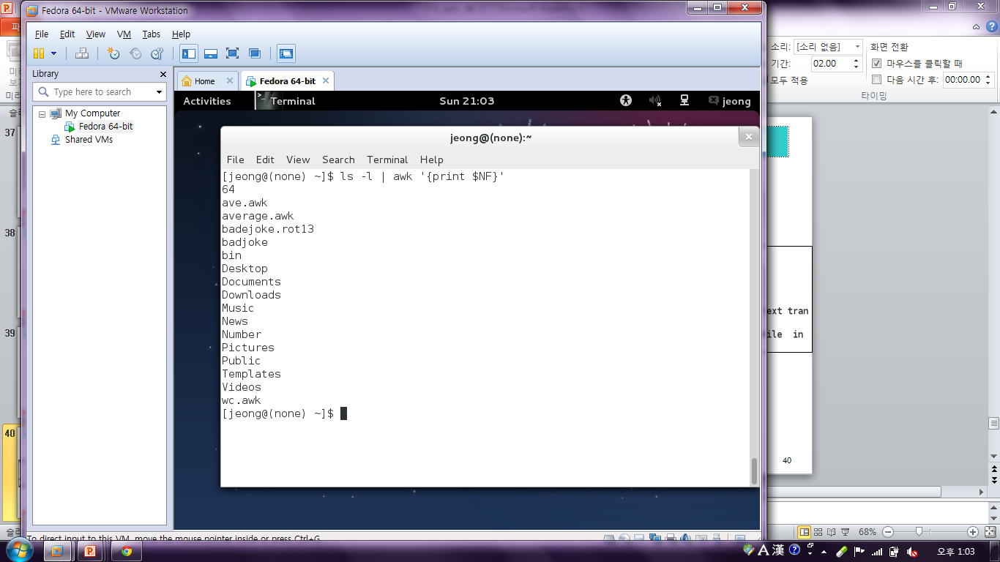 Fedora 64-bit - VMware Workstation
File Edit View VM Tabs Help
Library
Type here to search
My Computer
Fedora 64-bit
Shared VMs
Home
Fedora 64-bit
Activities Terminal Sun 21:03 jeong
jeong@(none):~
File Edit View Search Terminal Help
[jeong@(none) ~]$ ls -l | awk '{print $NF}'
64
ave.awk
average.awk
badejoke.rot13
badjoke
bin
Desktop
Documents
Downloads
Music
News
Number
Pictures
Public
Templates
Videos
wc.awk
[jeong@(none) ~]$
To direct input to this VM, move the mouse pointer inside or press Ctrl+G.
소리: [소리 없음]
기간: 02.00
모두 적용
화면 전환
마우스를 클릭할 때
다음 시간 후: 00:00.00
타이밍
37
38
39
40
ext tran
ile in
40
68%
A 漢
오후 1:03